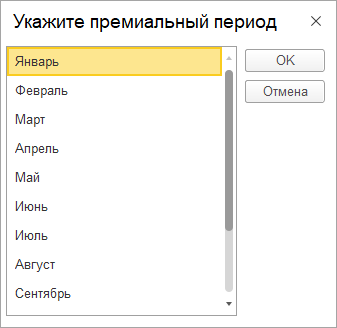 Укажите премиальный период
Январь
OK
Февраль
Отмена
Март
Апрель
Май
Июнь
Июль
Август
Сентябрь